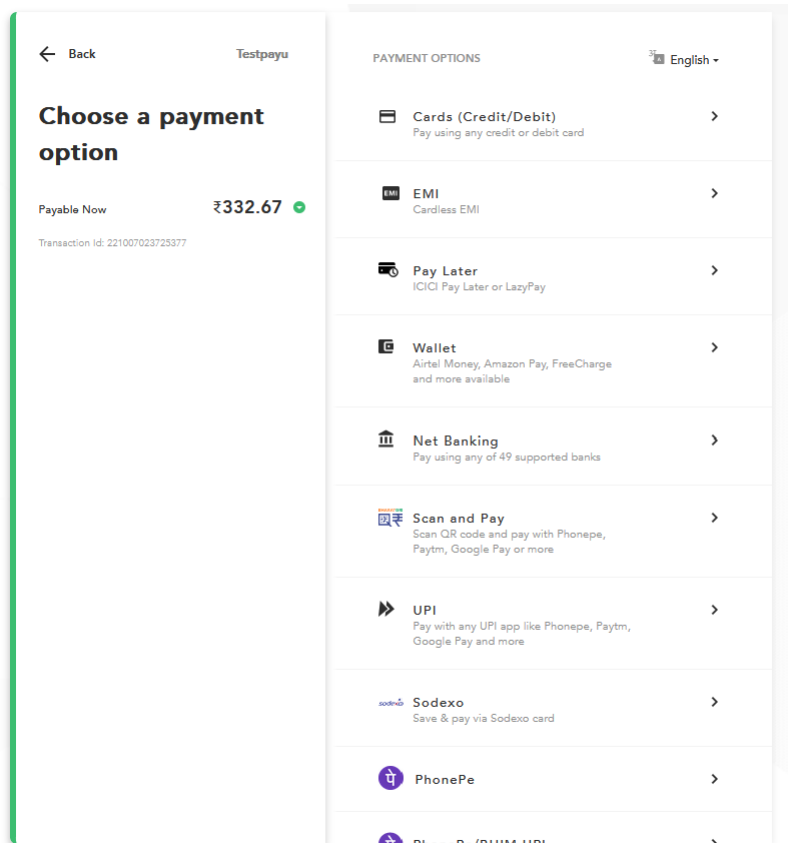 Back
Testpayu
Choose a payment
option
Payable Now
₹332.67
Transaction Id: 221007023725377
PAYMENT OPTIONS
English
Cards (Credit/Debit)
Pay using any credit or debit card
EMI
EMI
Cardless EMI
Pay Later
ICICI Pay Later or LazyPay
Wallet
Airtel Money, Amazon Pay, FreeCharge
and more available
Net Banking
Pay using any of 49 supported banks
Scan and Pay
Scan QR code and pay with Phonepe,
Paytm, Google Pay or more
UPI
Pay with any UPI app like Phonepe, Paytm,
Google Pay and more
sodexo
Sodexo
Save & pay via Sodexo card
पे
PhonePe